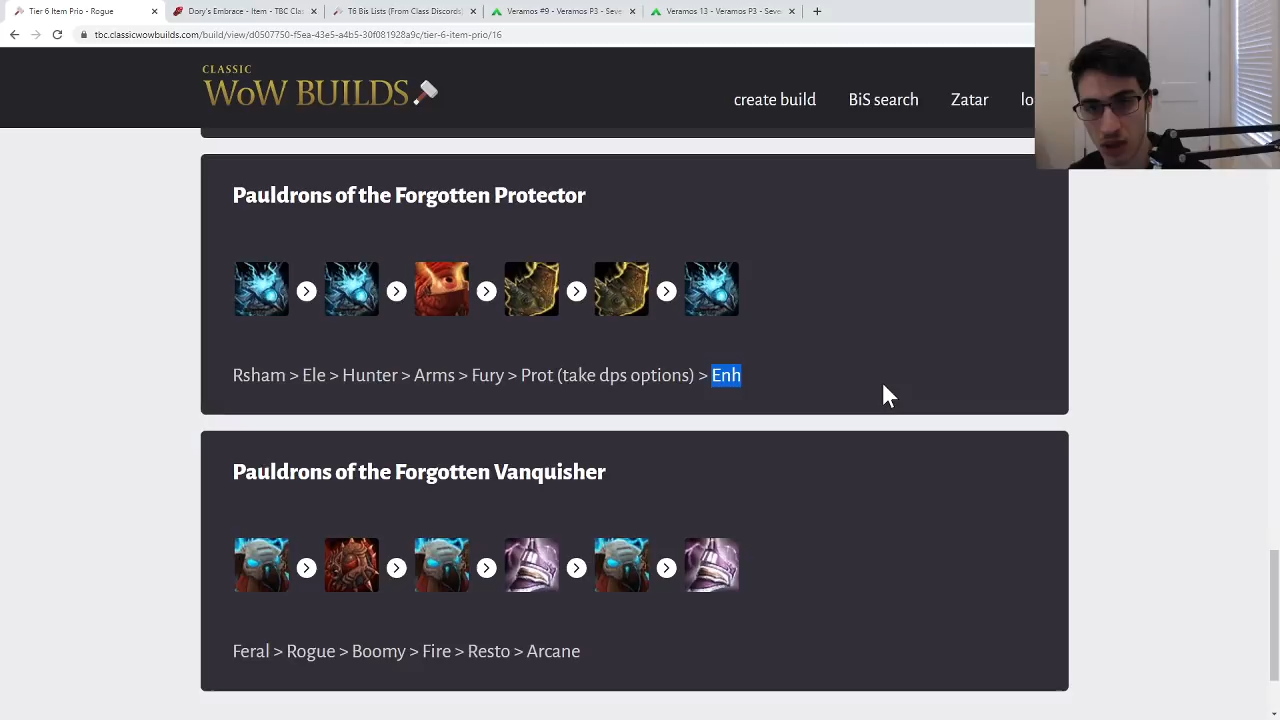 Tier 6 Item Prio - Rogue
Dory's Embrace - Item - TBC Clas
T6 Bis Lists (From Class Discords)
Veramos #9 - Veramos P3 - Seve
Veramos 13 - Veramos P3 - Seve
tbc.classicwowbuilds.com/build/view/d0507750-f5ea-43e5-a4b5-30f081928a9c/tier-6-item-prio/16
CLASSIC
WoW BUILDS
create build
BiS search
Zatar
lo
Pauldrons of the Forgotten Protector
Rsham > Ele > Hunter > Arms > Fury > Prot (take dps options) > Enh
Pauldrons of the Forgotten Vanquisher
Feral > Rogue > Boomy > Fire > Resto > Arcane